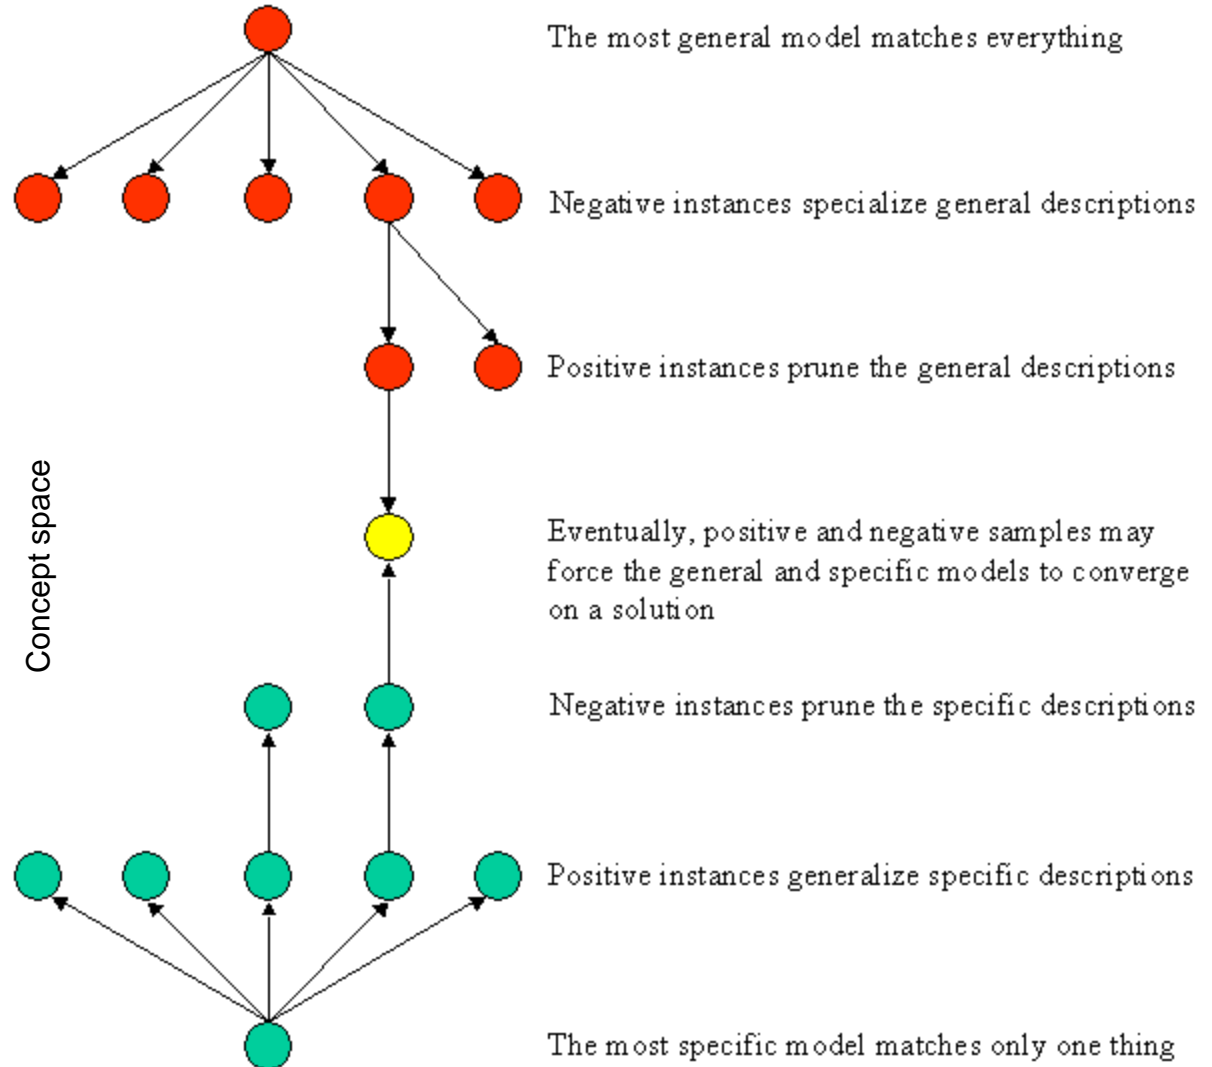 The most general model matches everything
Negative instances specialize general descriptions
Positive instances prune the general descriptions
Concept space
Eventually, positive and negative samples may
force the general and specific models to converge
on a solution
Negative instances prune the specific descriptions
Positive instances generalize specific descriptions
The most specific model matches only one thing